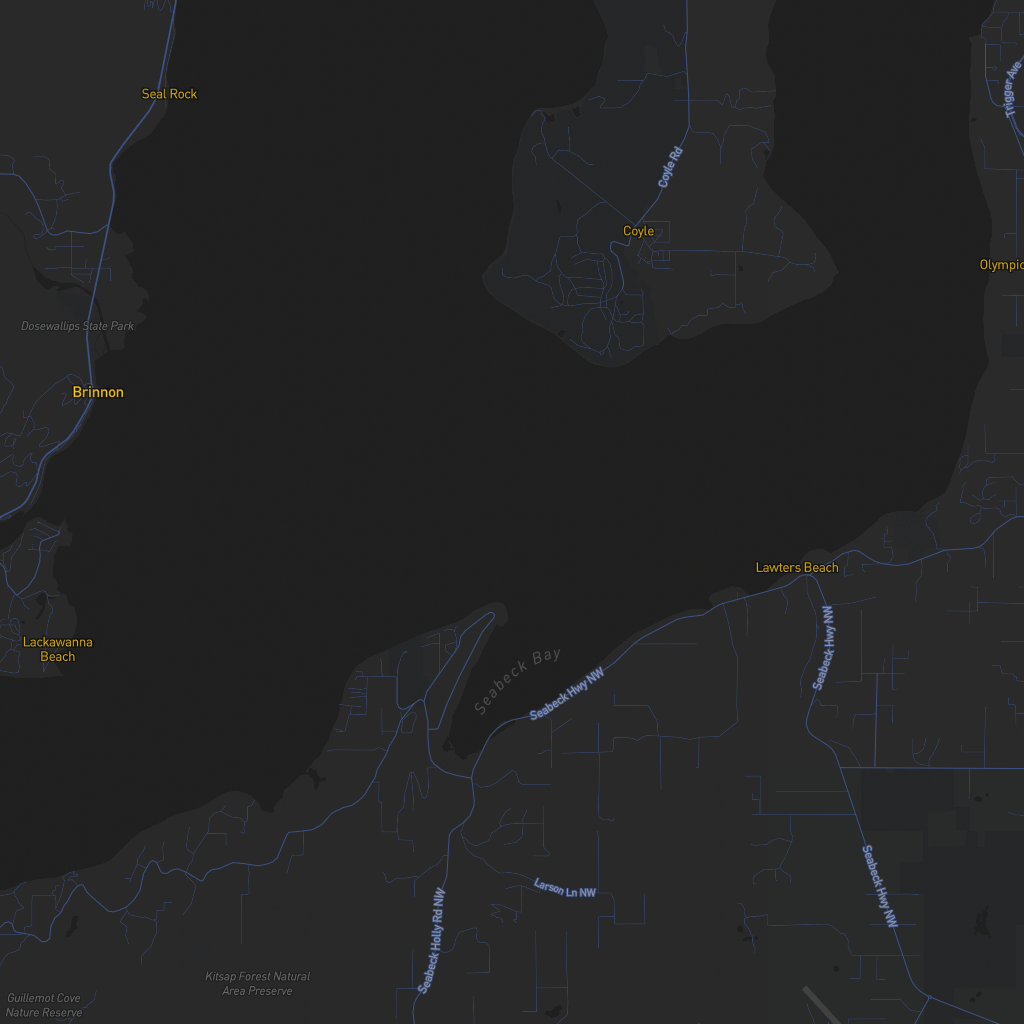 Seal Rock
Trigger Ave
Coyle Rd
Coyle
Olympic
Dosewallips State Park
Brinnon
Lawters Beach
Lackawanna
Beach
Seabeck Hwy NW
Seabeck Bay
Seabeck Hwy NW
Seabeck Hwy NW
Larson Ln NW
Seabeck Holly Rd NW
Kitsap Forest Natural
Area Preserve
Guillemot Cove
Nature Reserve